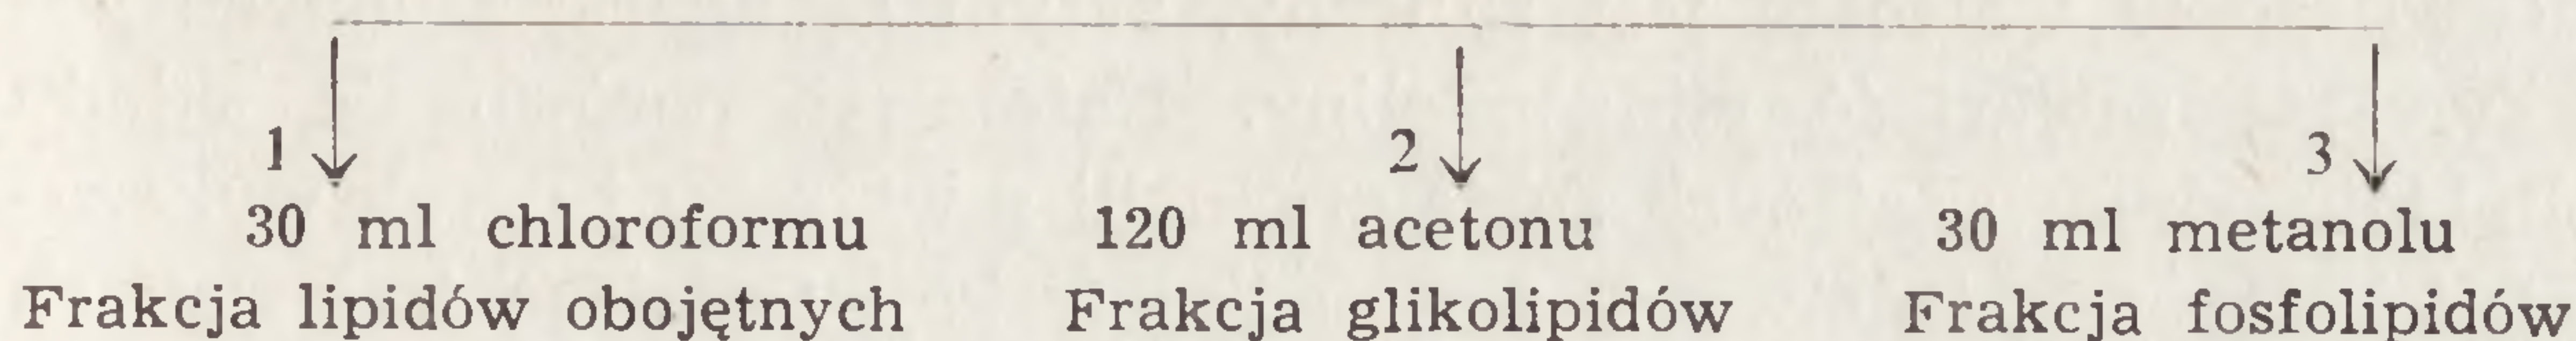 1 2 3
30 ml chloroformu 120 ml acetonu 30 ml metanolu
Frakcja lipidów obojętnych Frakcja glikolipidów Frakcja fosfolipidów